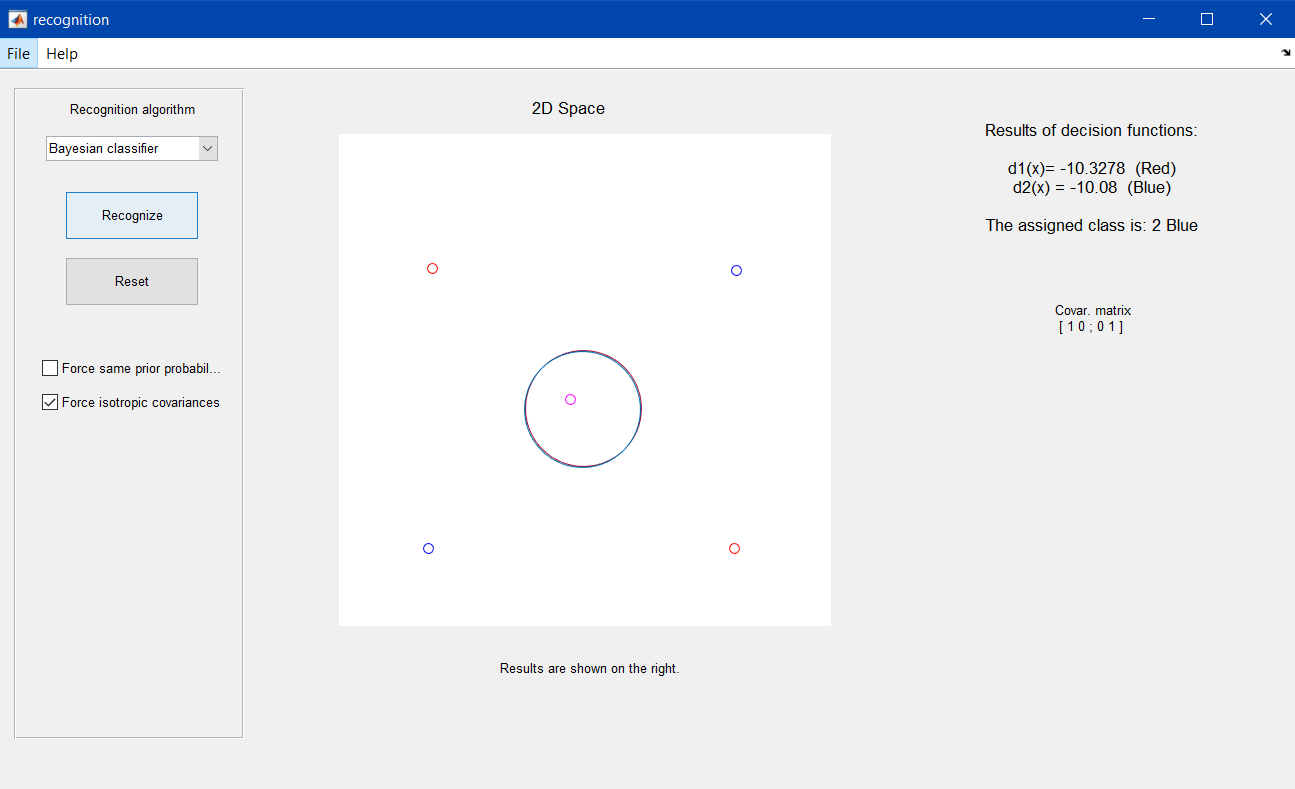 recognition
File Help
Recognition algorithm
Bayesian classifier
Recognize
Reset
Force same prior probabil...
Force isotropic covariances
2D Space
Results are shown on the right.
Results of decision functions:
d1(x)= -10.3278 (Red)
d2(x) = -10.08 (Blue)
The assigned class is: 2 Blue
Covar. matrix
[ 1 0 ; 0 1 ]